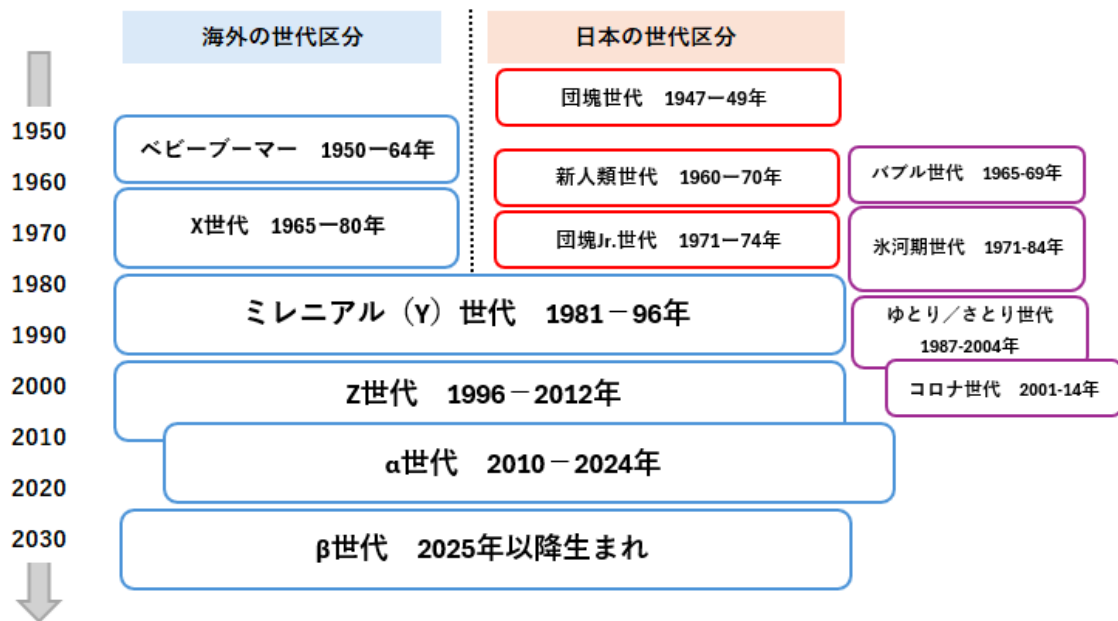 海外の世代区分
日本の世代区分
団塊世代　1947ー49年
1950
ベビーブーマー　1950ー64年
新人類世代　1960ー70年
バブル世代　1965-69年
1960
X世代　1965ー80年
1970
団塊Jr.世代　1971ー74年
氷河期世代　1971-84年
1980
ミレニアル（Y）世代　1981－96年
ゆとり／さとり世代
1987-2004年
1990
2000
Z世代　1996－2012年
コロナ世代　2001-14年
2010
α世代　2010－2024年
2020
2030
β世代　2025年以降生まれ